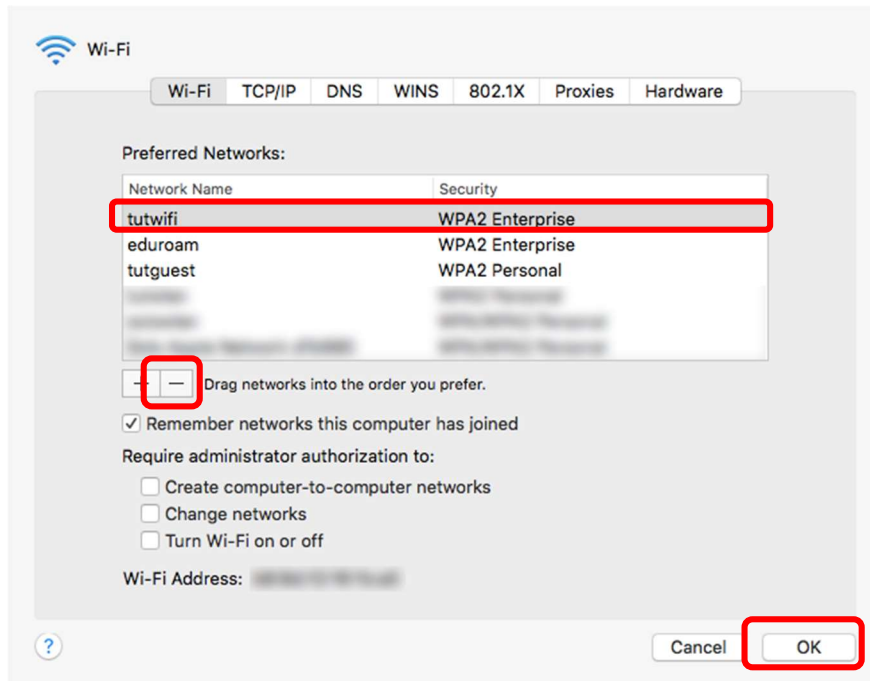 Wi-Fi
Wi-Fi TCP/IP DNS WINS 802.1X Proxies Hardware
Preferred Networks:
Network Name Security
tutwifi WPA2 Enterprise
eduroam WPA2 Enterprise
tutguest WPA2 Personal
+ − Drag networks into the order you prefer.
✓ Remember networks this computer has joined
Require administrator authorization to:
Create computer-to-computer networks
Change networks
Turn Wi-Fi on or off
Wi-Fi Address:
? Cancel OK